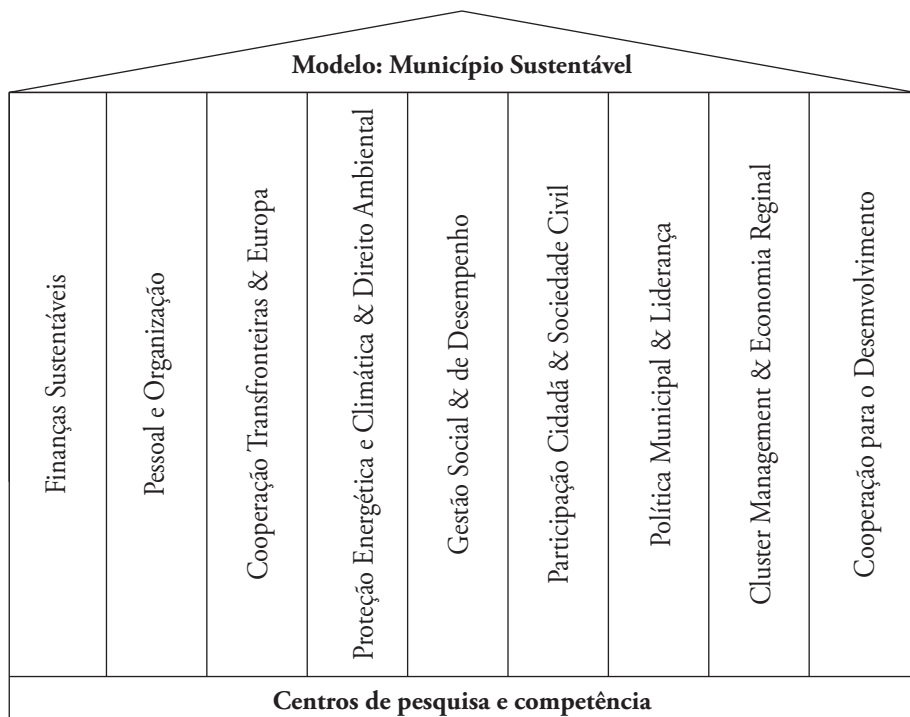 Modelo: Município Sustentável
Finanças Sustentáveis
Pessoal e Organização
Cooperação Transfronteiras & Europa
Proteção Energética e Climática & Direito Ambiental
Gestão Social & de Desempenho
Participação Cidadã & Sociedade Civil
Política Municipal & Liderança
Cluster Management & Economia Reginal
Cooperação para o Desenvolvimento
Centros de pesquisa e competência